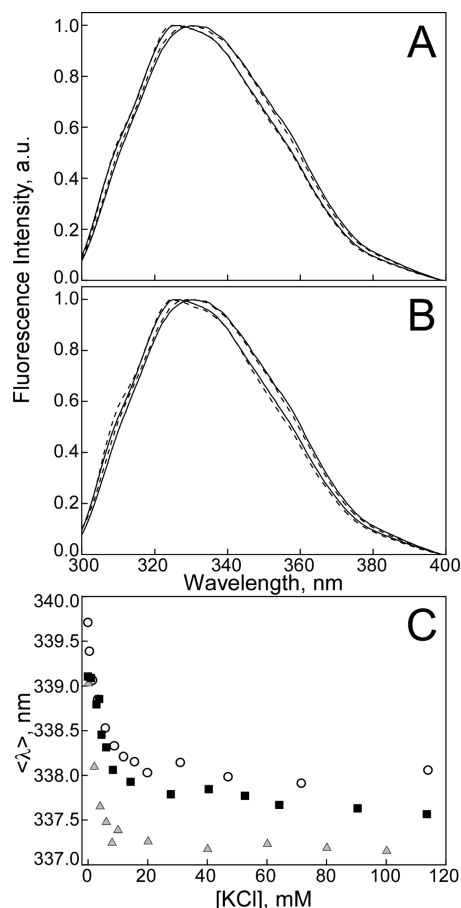 A
1.0
0.8
0.6
0.4
0.2
0.0
B
1.0
0.8
0.6
0.4
0.2
0.0
Fluorescence Intensity, a.u.
300 320 340 360 380 400
Wavelength, nm
C
340.0
339.0
338.5
338.0
337.5
337.0
<λ>, nm
0 20 40 60 80 100 120
[KCl], mM